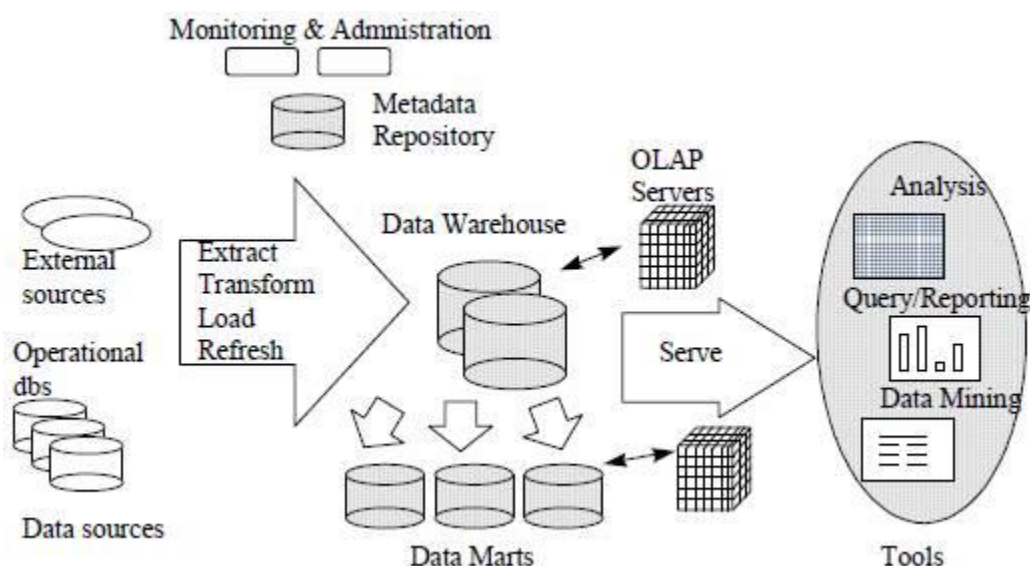 Monitoring & Admnistration
Metadata
Repository
OLAP
Servers
Analysis
Data Warehouse
External
sources
Extract
Transform
Load
Refresh
Query/Reporting
Operational
dbs
Serve
Data Mining
Data sources
Data Marts
Tools